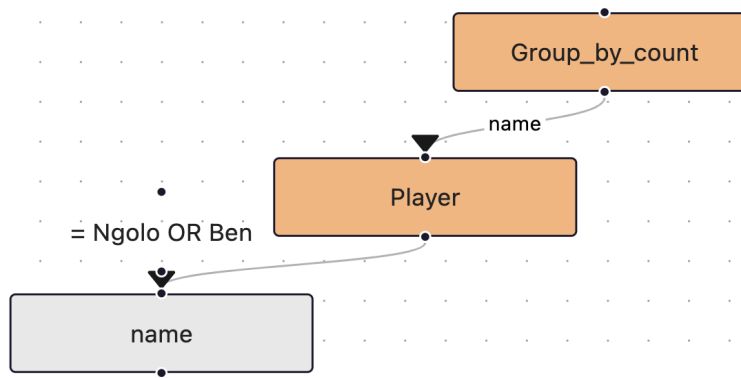 Group_by_count
name
Player
= Ngolo OR Ben
name